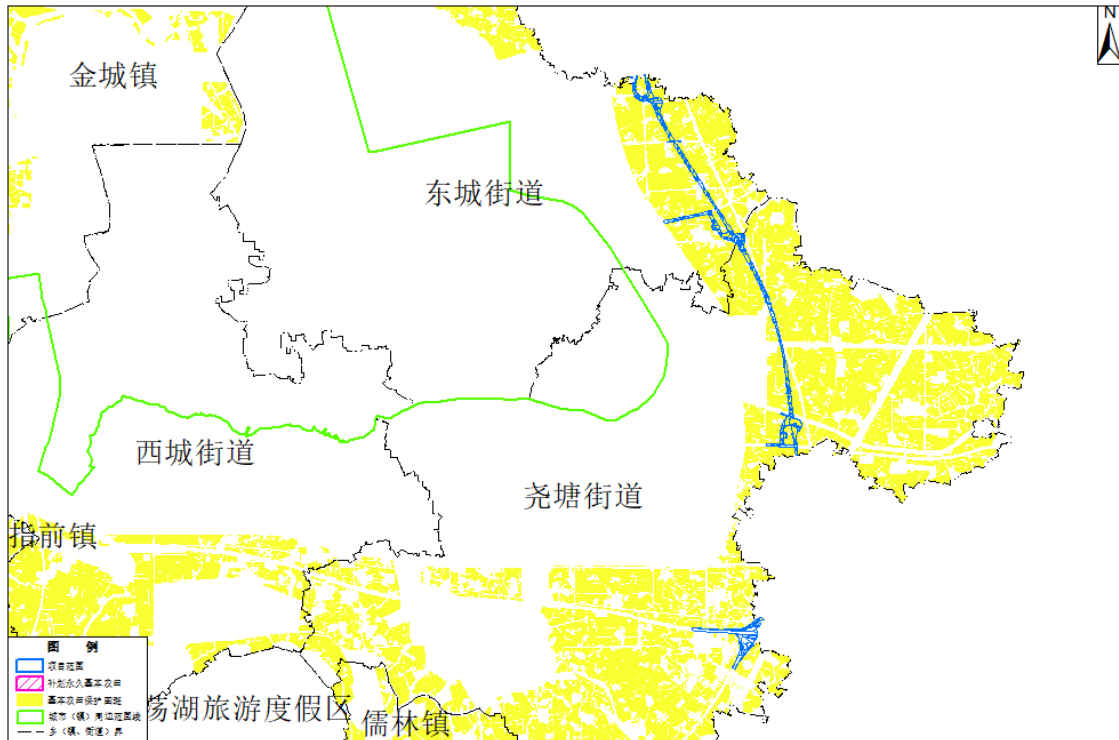 N
金城镇
东城街道
西城街道
尧塘街道
指前镇
图 例
项目范围
补划永久基本农田
基本农田保护图斑
城市（镇）周边范围线
乡（镇、街道）界
荡湖旅游度假区
儒林镇